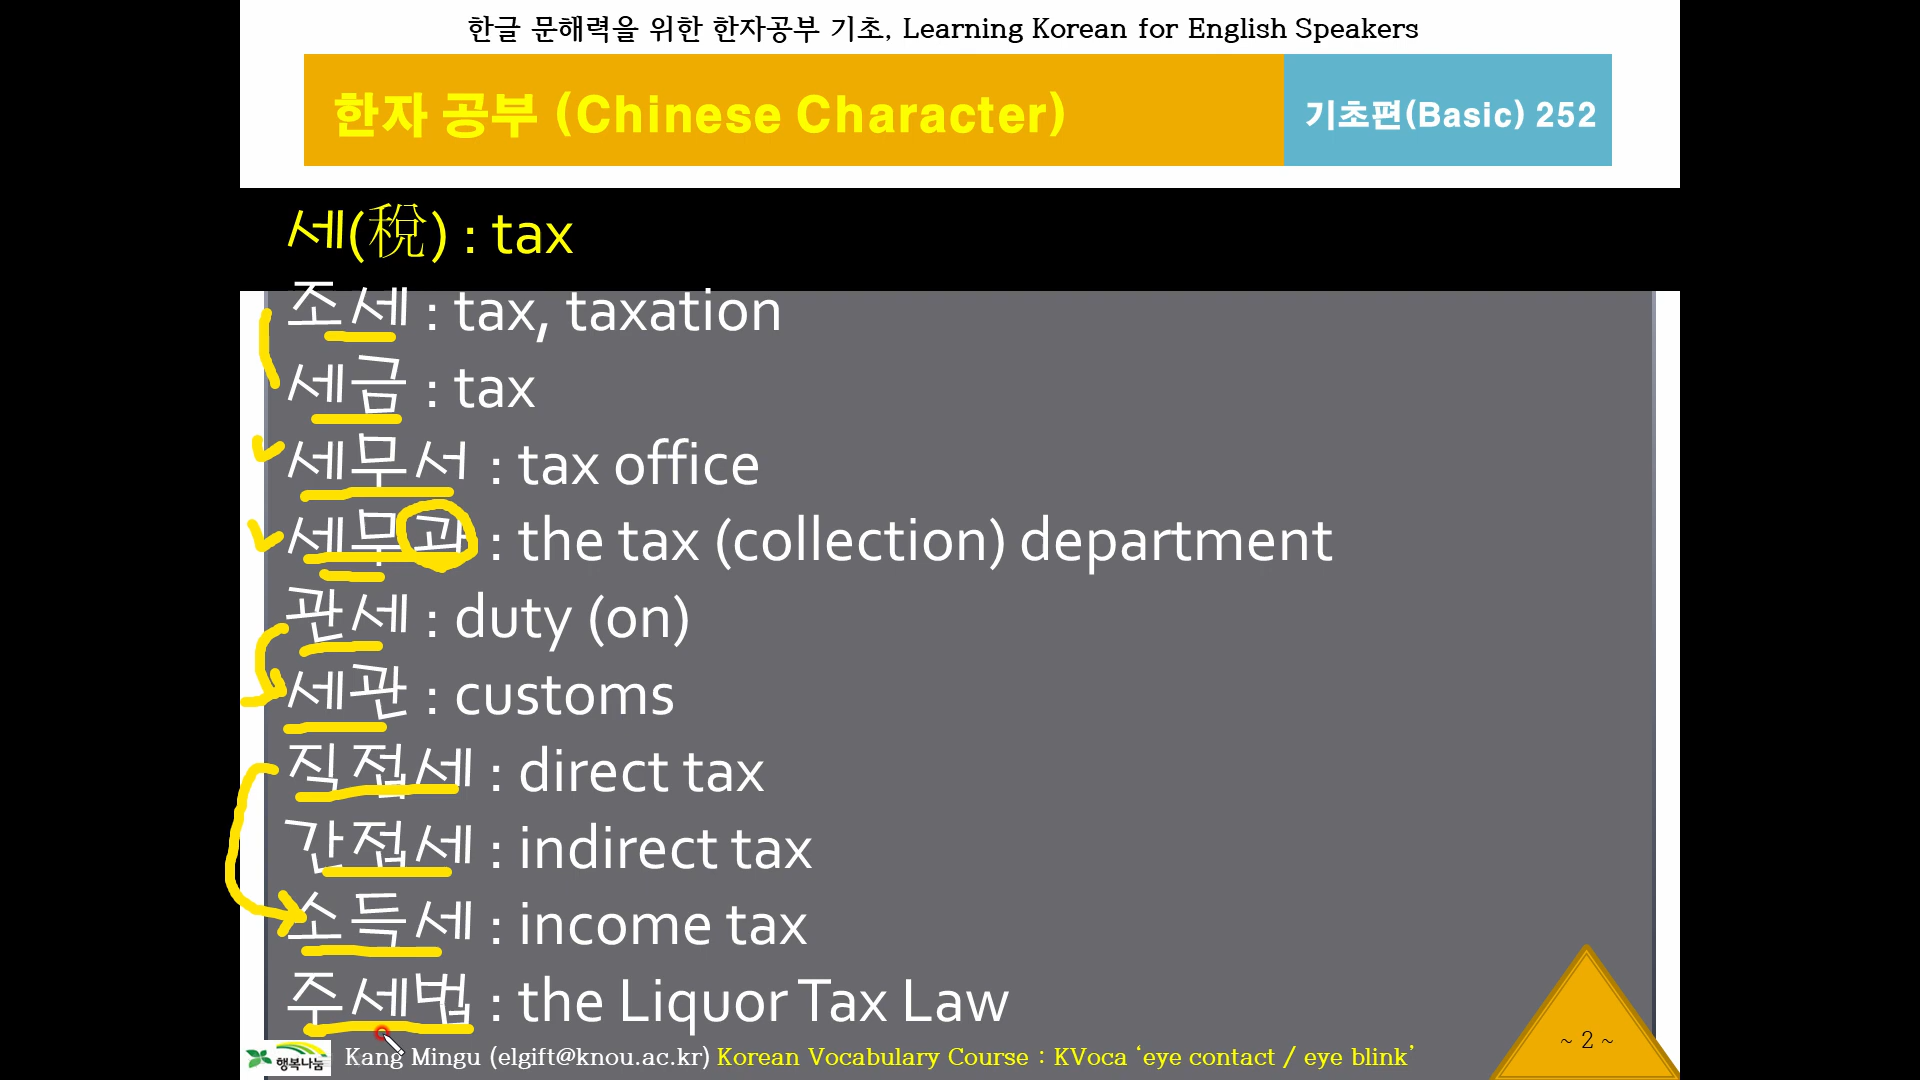 한글 문해력을 위한 한자공부 기초, Learning Korean for English Speakers
한자 공부 (Chinese Character)
기초편(Basic) 252
세(稅) : tax
조세 : tax, taxation
세금 : tax
세무서 : tax office
세무과 : the tax (collection) department
관세 : duty (on)
세관 : customs
직접세 : direct tax
간접세 : indirect tax
소득세 : income tax
주세법 : the Liquor Tax Law
행복나눔
Kang Mingu (elgift@knou.ac.kr) Korean Vocabulary Course : KVoca ‘eye contact / eye blink’
~ 2 ~